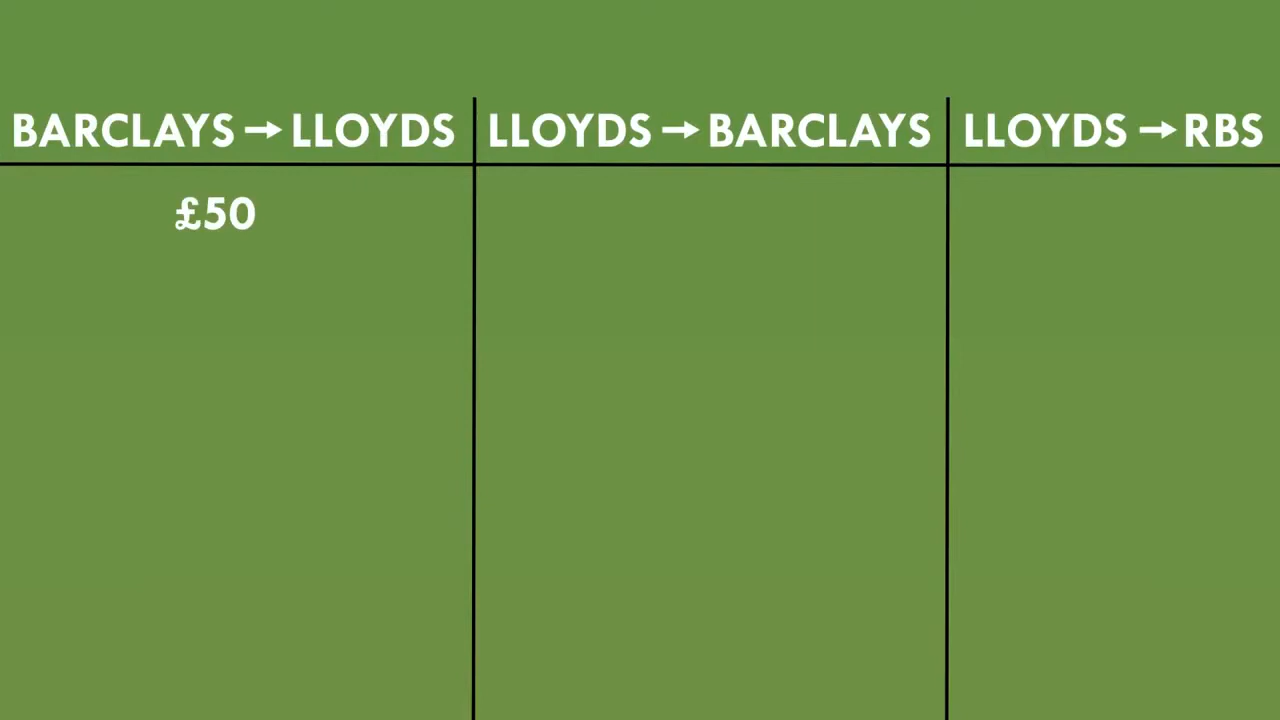 BARCLAYS → LLOYDS
LLOYDS → BARCLAYS
LLOYDS → RBS
£50